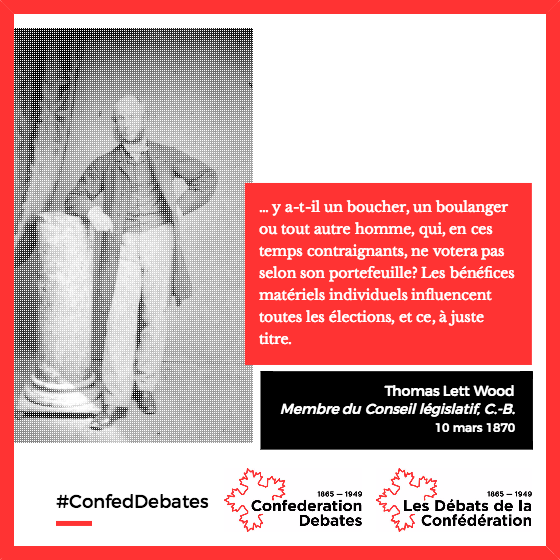 ... y a-t-il un boucher, un boulanger
ou tout autre homme, qui, en ces
temps contraignants, ne votera pas
selon son portefeuille? Les bénéfices
matériels individuels influencent
toutes les élections, et ce, à juste
titre.
Thomas Lett Wood
Membre du Conseil législatif, C.-B.
10 mars 1870
#ConfedDebates
1865 — 1949
Confederation
Debates
1865 — 1949
Les Débats de la
Confédération